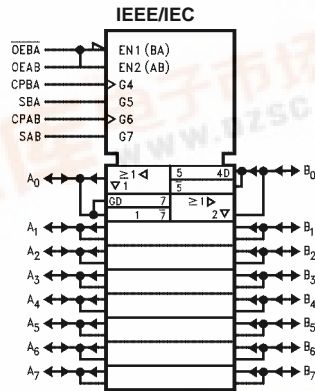 IEEE/IEC
OEBA EN1 (BA)
OEAB EN2 (AB)
CPBA G4
SBA G5
CPAB G6
SAB G7
A0 ≥1 ◁ 5 4D B0
▽1 5
GD 7 ≥1 ▷
1 7 2▽
A1 B1
A2 B2
A3 B3
A4 B4
A5 B5
A6 B6
A7 B7
WWW.DZSC